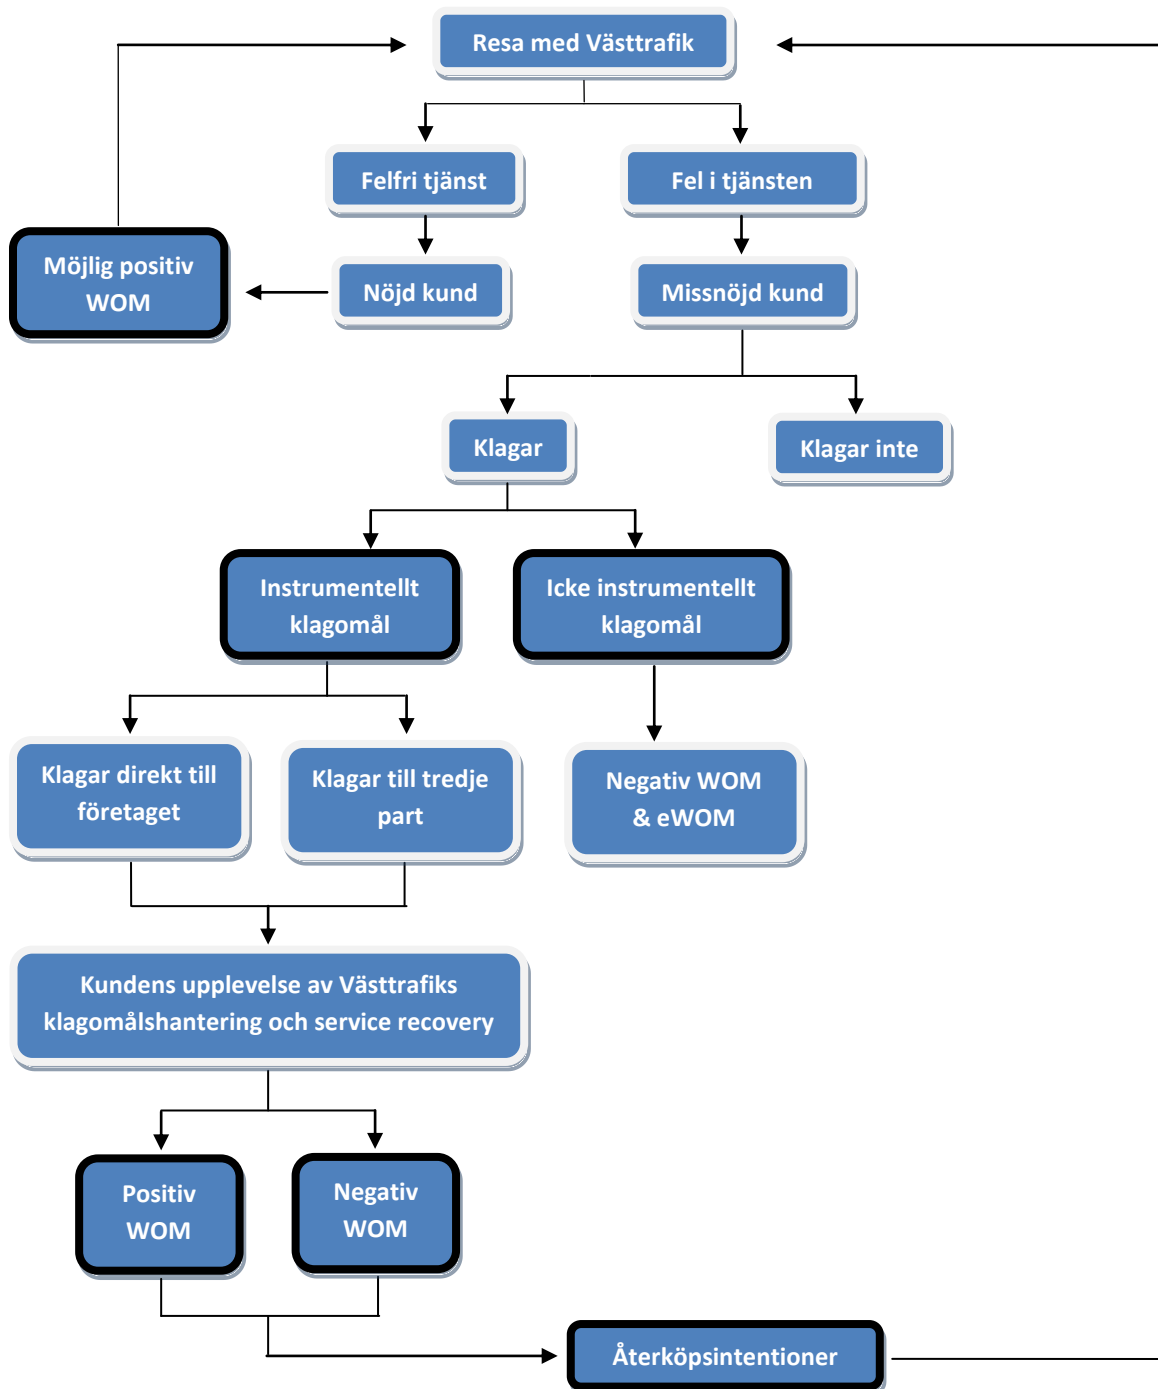 Resa med Västtrafik
Felfri tjänst
Fel i tjänsten
Möjlig positiv
WOM
Nöjd kund
Missnöjd kund
Klagar
Klagar inte
Instrumentellt
klagomål
Icke instrumentellt
klagomål
Klagar direkt till
företaget
Klagar till tredje
part
Negativ WOM
& eWOM
Kundens upplevelse av Västtrafiks
klagomålshantering och service recovery
Positiv
WOM
Negativ
WOM
Återköpsintentioner